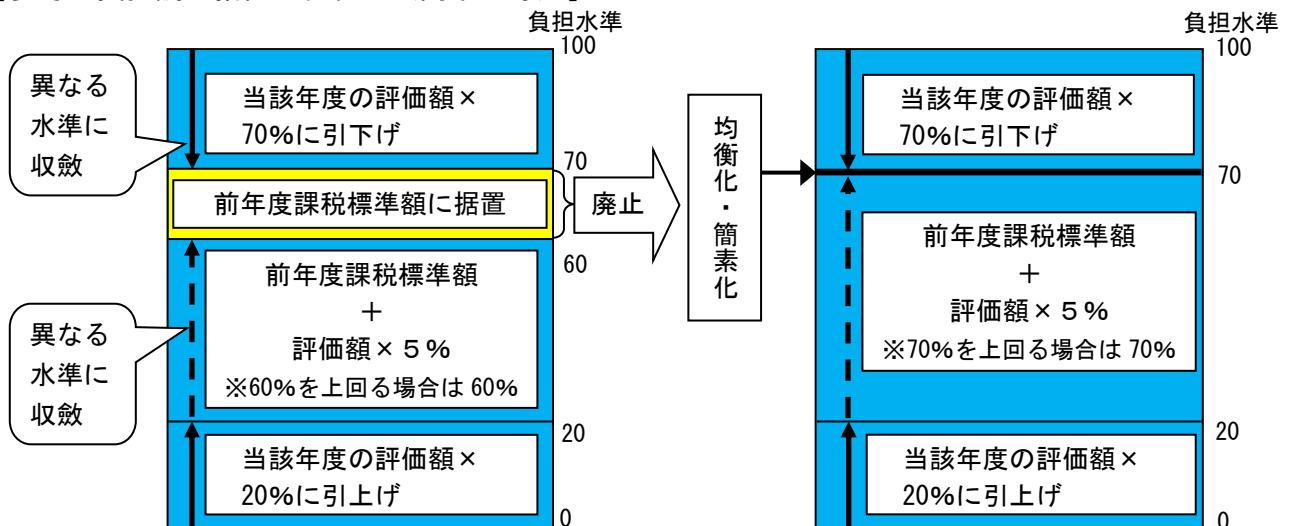 負担水準
100
異なる
水準に
収斂
当該年度の評価額×
70%に引下げ
70
前年度課税標準額に据置
廃止
60
前年度課税標準額
＋
評価額×５%
※60%を上回る場合は 60%
異なる
水準に
収斂
20
当該年度の評価額×
20%に引上げ
0
均衡化・簡素化
負担水準
100
当該年度の評価額×
70%に引下げ
70
前年度課税標準額
＋
評価額×５%
※70%を上回る場合は 70%
20
当該年度の評価額×
20%に引上げ
0